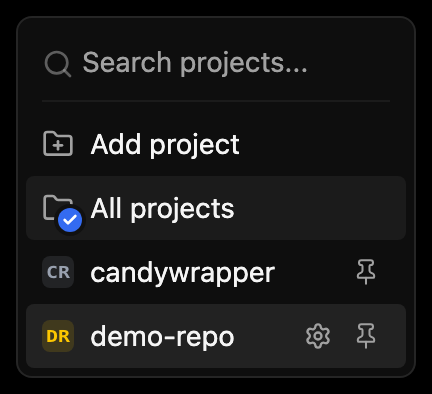 Search projects...
Add project
All projects
CR candywrapper
DR demo-repo